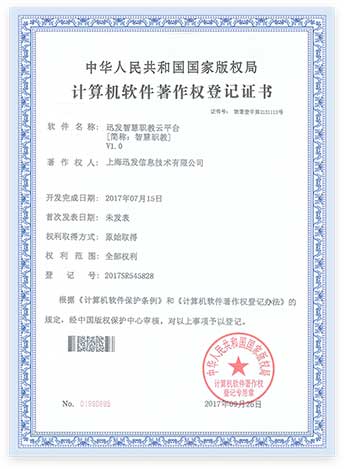 中华人民共和国国家版权局
计算机软件著作权登记证书
证书号： 软著登字第2131112号
软件名称： 迅发智慧职教云平台
[简称：智慧职教]
V1.0
著作权人： 上海迅发信息技术有限公司
开发完成日期： 2017年07月15日
首次发表日期： 未发表
权利取得方式： 原始取得
权利范围： 全部权利
登记号： 2017SR545828
根据《计算机软件保护条例》和《计算机软件著作权登记办法》的
规定，经中国版权保护中心审核，对以上事项予以登记。
中华人民共和国国家版权局
计算机软件著作权
登记专用章
No.
2017年09月26日